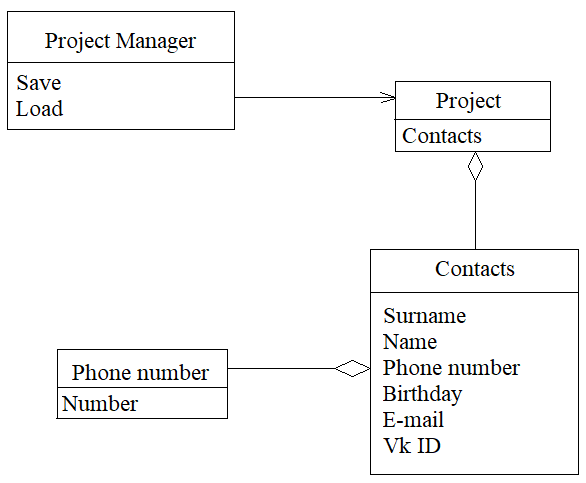 Project Manager
Save
Load
Project
Contacts
Contacts
Surname
Name
Phone number
Birthday
E-mail
Vk ID
Phone number
Number